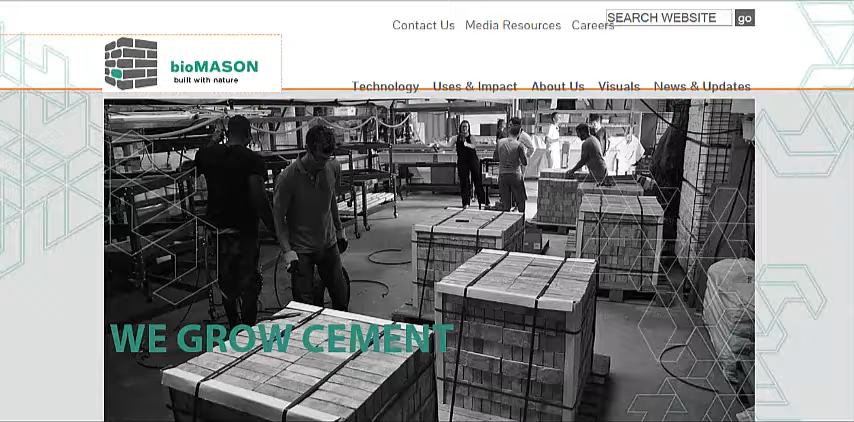 Contact Us Media Resources Careers SEARCH WEBSITE go
bioMASON
built with nature
Technology Uses & Impact About Us Visuals News & Updates
WE GROW CEMENT